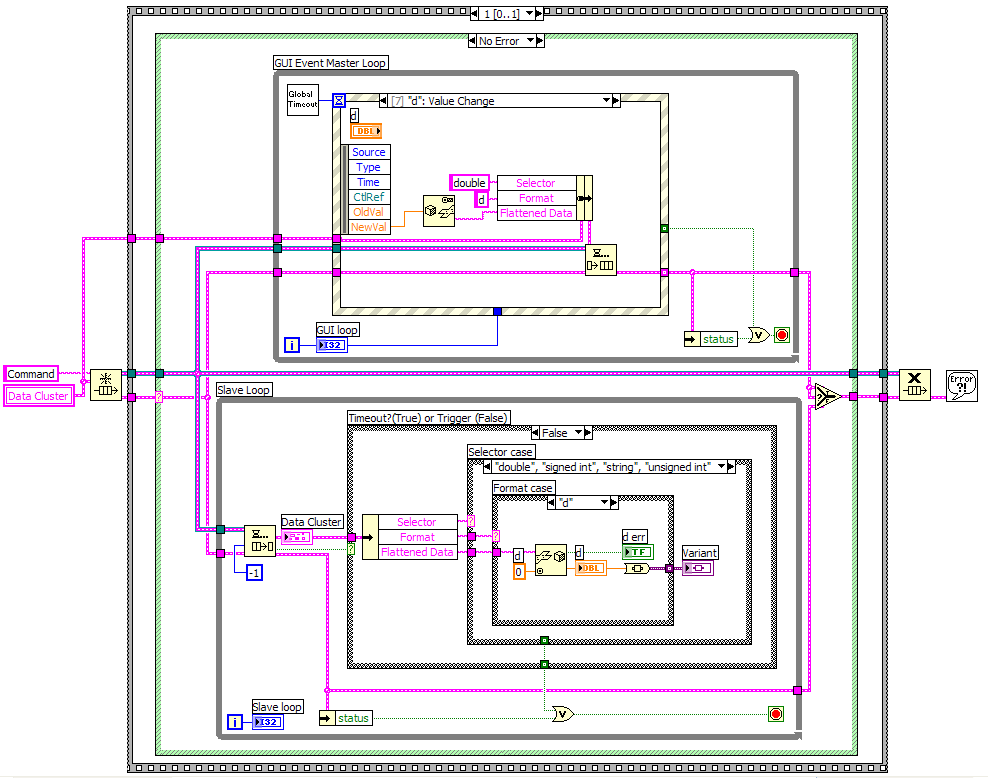 1 [0..1]
No Error
GUI Event Master Loop
Global
Timeout
[7] "d": Value Change
d
DBL
Source
Type
Time
CtlRef
OldVal
NewVal
double
d
Selector
Format
Flattened Data
GUI loop
i
I32
status
V
Command
Data Cluster
Error
?!
Slave Loop
Timeout?(True) or Trigger (False)
False
Selector case
"double", "signed int", "string", "unsigned int"
Format case
"d"
Data Cluster
Selector
Format
Flattened Data
-1
d
0
d
DBL
d err
TF
Variant
Slave loop
i
I32
status
V